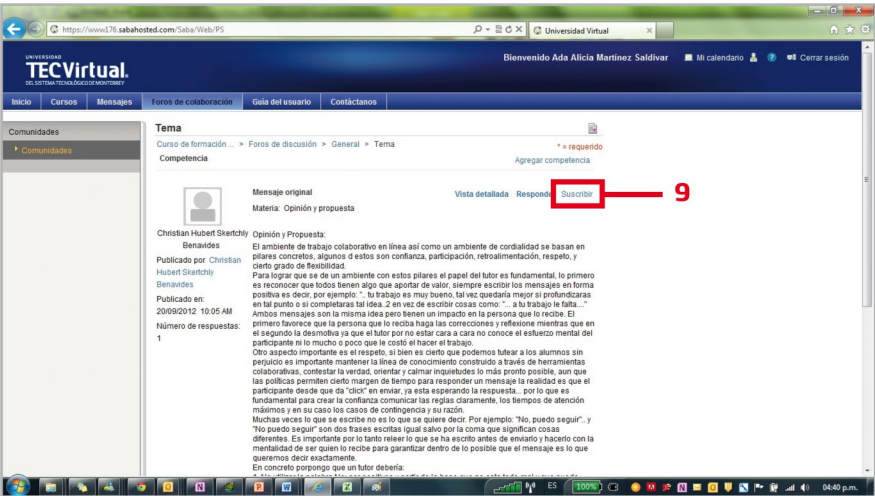 https://www176.sabahosted.com/Saba/Web/PS
Universidad Virtual
UNIVERSIDAD
TECVirtual.
DEL SISTEMA TECNOLÓGICO DE MONTERREY
Bienvenido Ada Alicia Martínez Saldivar
Mi calendario
Cerrar sesión
Inicio Cursos Mensajes Foros de colaboración Guía del usuario Contáctanos
Comunidades
Comunidades
Tema
Curso de formación ... > Foros de discusión > General > Tema
* = requerido
Competencia
Agregar competencia
Mensaje original
Vista detallada Responde Suscribir
9
Materia: Opinión y propuesta
Christian Hubert Skertchly
Benavides
Publicado por Christian
Hubert Skertchly
Benavides
Publicado en:
20/09/2012 10:05 AM
Número de respuestas:
1
Opinión y Propuesta:
El ambiente de trabajo colaborativo en línea así como un ambiente de cordialidad se basan en
pilares concretos, algunos d estos son confianza, participación, retroalimentación, respeto, y
cierto grado de flexibilidad.
Para lograr que se de un ambiente con estos pilares el papel del tutor es fundamental, lo primero
es reconocer que todos tienen algo que aportar de valor, siempre escribir los mensajes en forma
positiva es decir, por ejemplo: ".. tu trabajo es muy bueno, tal vez quedaría mejor si profundizaras
en tal punto o si completaras tal idea..2 en vez de escribir cosas como: "... a tu trabajo le falta...."
Ambos mensajes son la misma idea pero tienen un impacto en la persona que lo recibe. El
primero favorece que la persona que lo reciba haga las correcciones y reflexione mientras que en
el segundo la desmotiva ya que el tutor por no estar cara a cara no conoce el esfuerzo mental del
participante ni lo mucho o poco que le costó el hacer el trabajo.
Otro aspecto importante es el respeto, si bien es cierto que podemos tutear a los alumnos sin
perjuicio es importante mantener la línea de conocimiento construido a través de herramientas
colaborativas, contestar la verdad, orientar y calmar inquietudes lo más pronto posible, aun que
las políticas permiten cierto margen de tiempo para responder un mensaje la realidad es que el
participante desde que da "click" en enviar, ya esta esperando la respuesta... por lo que es
fundamental para crear la confianza comunicar las reglas claramente, los tiempos de atención
máximos y en su caso los casos de contingencia y su razón.
Muchas veces lo que se escribe no es lo que se quiere decir. Por ejemplo: "No, puedo seguir".. y
"No puedo seguir" son dos frases escritas igual salvo por la coma que significan cosas
diferentes. Es importante por lo tanto releer lo que se ha escrito antes de enviarlo y hacerlo con la
mentalidad de ser quien lo recibe para garantizar dentro de lo posible que el mensaje es lo que
queremos decir exactamente.
En concreto porpongo que un tutor debería:
ES 100% 04:40 p.m.